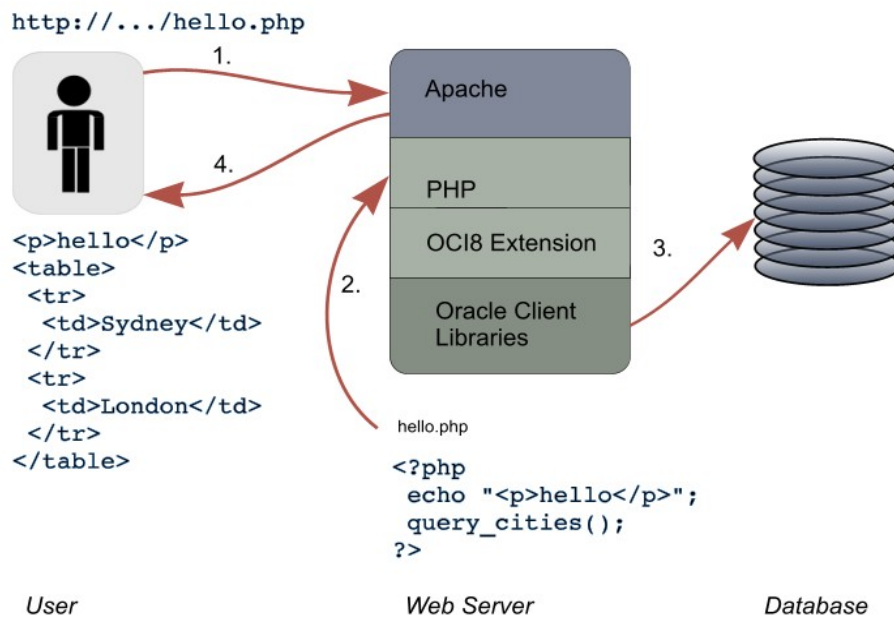 http://.../hello.php
1.
Apache
4.
PHP
<p>hello</p>
<table>
 <tr>
  <td>Sydney</td>
 </tr>
 <tr>
  <td>London</td>
 </tr>
</table>
OCI8 Extension
3.
2.
Oracle Client
Libraries
hello.php
<?php
 echo "<p>hello</p>";
 query_cities();
?>
User
Web Server
Database